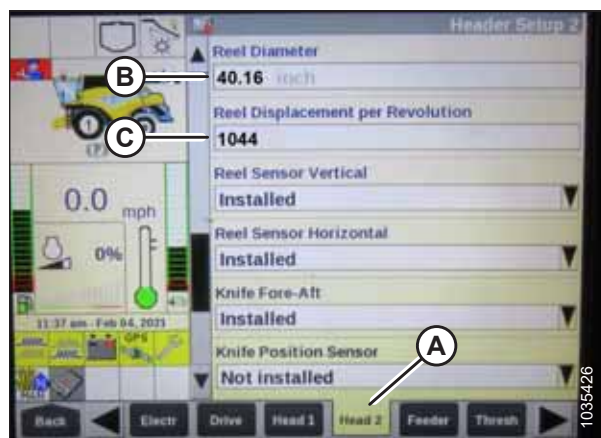 Header Setup 2
Reel Diameter
B
40.16 inch
Reel Displacement per Revolution
C
1044
Reel Sensor Vertical
Installed
0.0 mph
Reel Sensor Horizontal
0%
Installed
Knife Fore-Aft
11:37 am - Feb 04, 2021
Installed
GPS
A
Knife Position Sensor
Not installed
Back
Electr
Drive
Head 1
Head 2
Feeder
Thresh
1035426